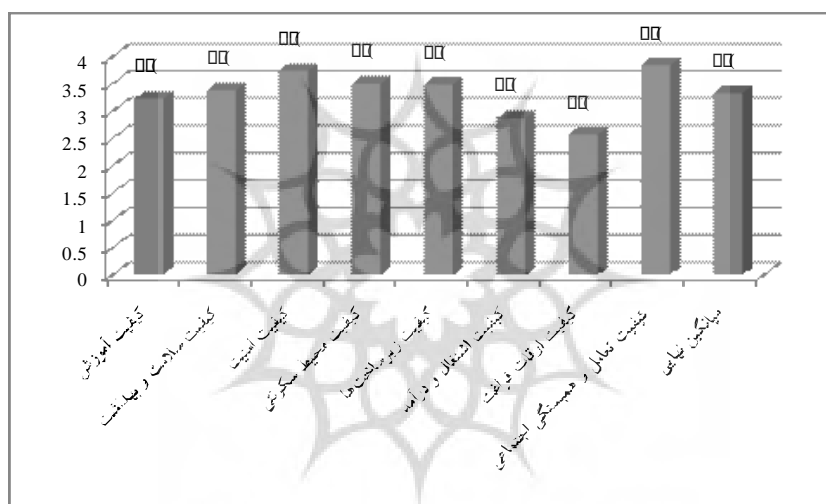 4
3.5
3
2.5
2
1.5
1
0.5
0
کیفیت آموزش
کیفیت سلامت و بهداشت
کیفیت امنیت
کیفیت محیط سکونتی
کیفیت زیرساخت‌ها
کیفیت اشتغال و درآمد
کیفیت اوقات فراغت
کیفیت تعامل و همبستگی اجتماعی
میانگین نهایی